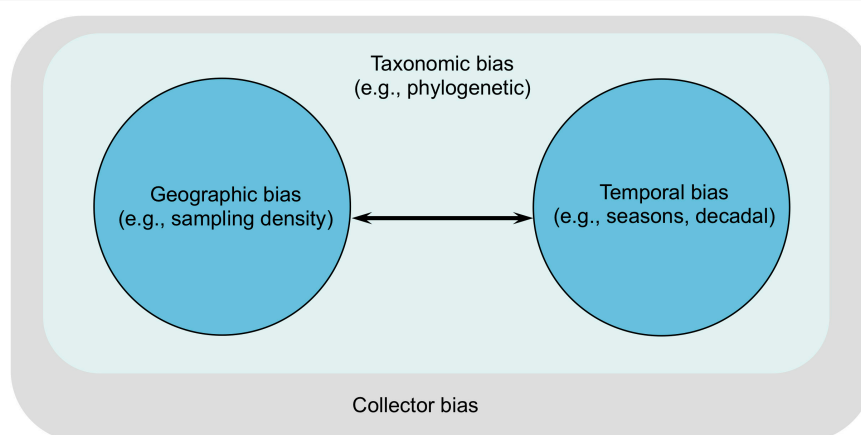 Taxonomic bias
(e.g., phylogenetic)
Geographic bias
(e.g., sampling density)
Temporal bias
(e.g., seasons, decadal)
Collector bias